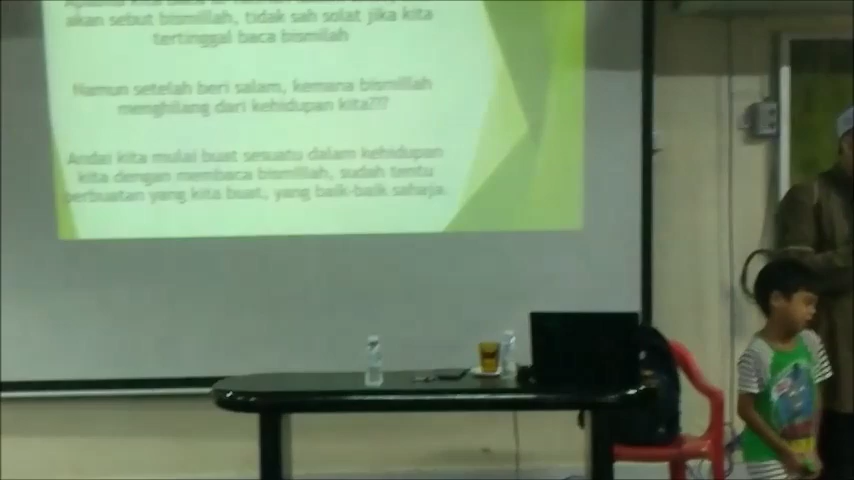 akan sebut bismillah, tidak sah solat jika kita
tertinggal baca bismilah
Namun setelah beri salam, kemana bismillah
menghilang dari kehidupan kita???
Andai kita mulai buat sesuatu dalam kehidupan
kita dengan membaca bismillah, sudah tentu
perbuatan yang kita buat, yang baik-baik sahaja.